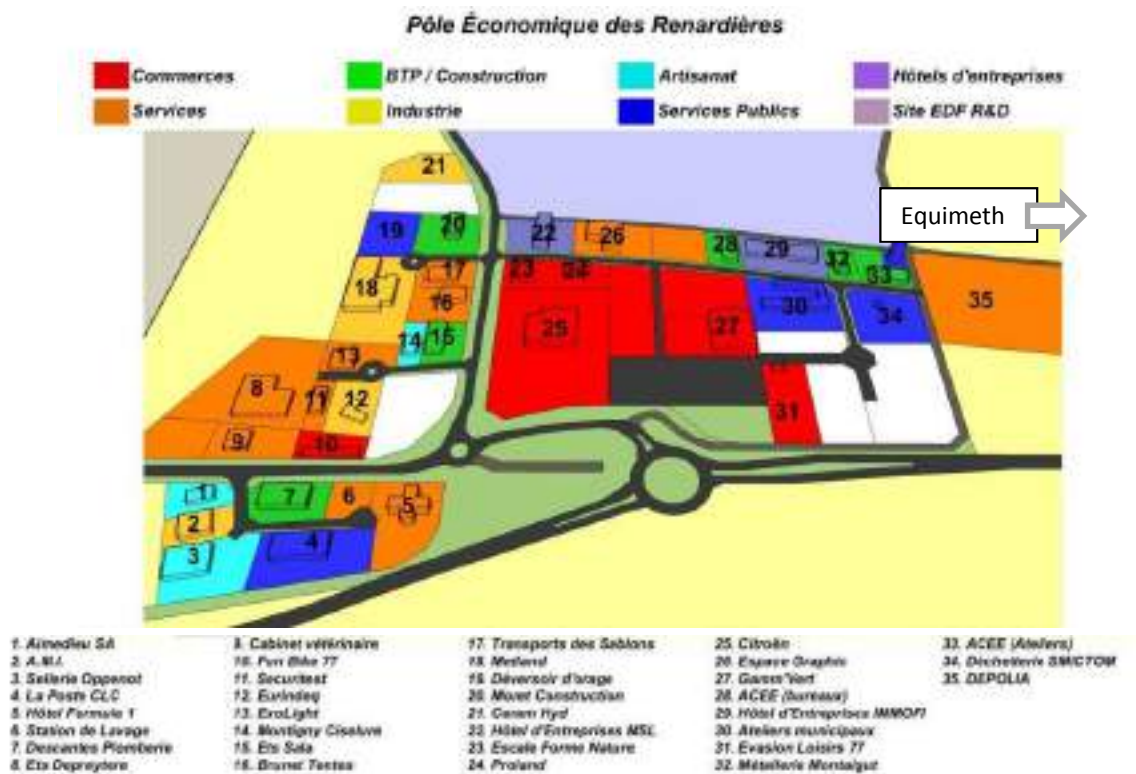 Pôle Économique des Renardières
Commerces
BTP / Construction
Artisanat
Hôtels d'entreprises
Services
Industrie
Services Publics
Site EDF R&D
Equimeth
21
19
20
22
26
28
29
32
33
17
18
16
23
24
14
15
25
27
30
34
35
13
8
11
12
9
10
31
1
7
6
5
2
4
3
1. Aimedieu SA
2. A.M.I.
3. Sellerie Oppenot
4. La Poste CLC
5. Hôtel Formule 1
6. Station de Lavage
7. Descantes Plomberie
8. Ets Depreytere
9. Cabinet vétérinaire
10. Fun Bike 77
11. Securitest
12. Eurindeq
13. ExoLight
14. Montigny Ciselure
15. Ets Sala
16. Brunet Tentes
17. Transports des Sablons
18. Metland
19. Déversoir d'orage
20. Moret Construction
21. Ceram Hyd
22. Hôtel d'Entreprises MSL
23. Escale Forme Nature
24. Proland
25. Citroën
26. Espace Graphic
27. Gamm'Vert
28. ACEE (bureaux)
29. Hôtel d'Entreprises IMMOFI
30. Ateliers municipaux
31. Evasion Loisirs 77
32. Métallerie Montaigut
33. ACEE (Ateliers)
34. Déchetterie SMICTOM
35. DEPOLIA